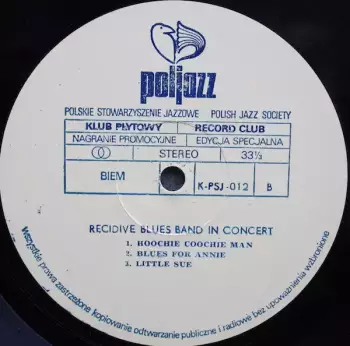 poljazz
POLSKIE STOWARZYSZENIE JAZZOWE POLISH JAZZ SOCIETY
KLUB PŁYTOWY RECORD CLUB
NAGRANIE PROMOCYJNE EDYCJA SPECJALNA
STEREO 33⅓
BIEM K-PSJ-012 B
RECIDIVE BLUES BAND IN CONCERT
1. HOOCHIE COOCHIE MAN
2. BLUES FOR ANNIE
3. LITTLE SUE
Wszystkie prawa zastrzeżone kopiowanie odtwarzanie publiczne i radiowe bez upoważnienia wzbronione